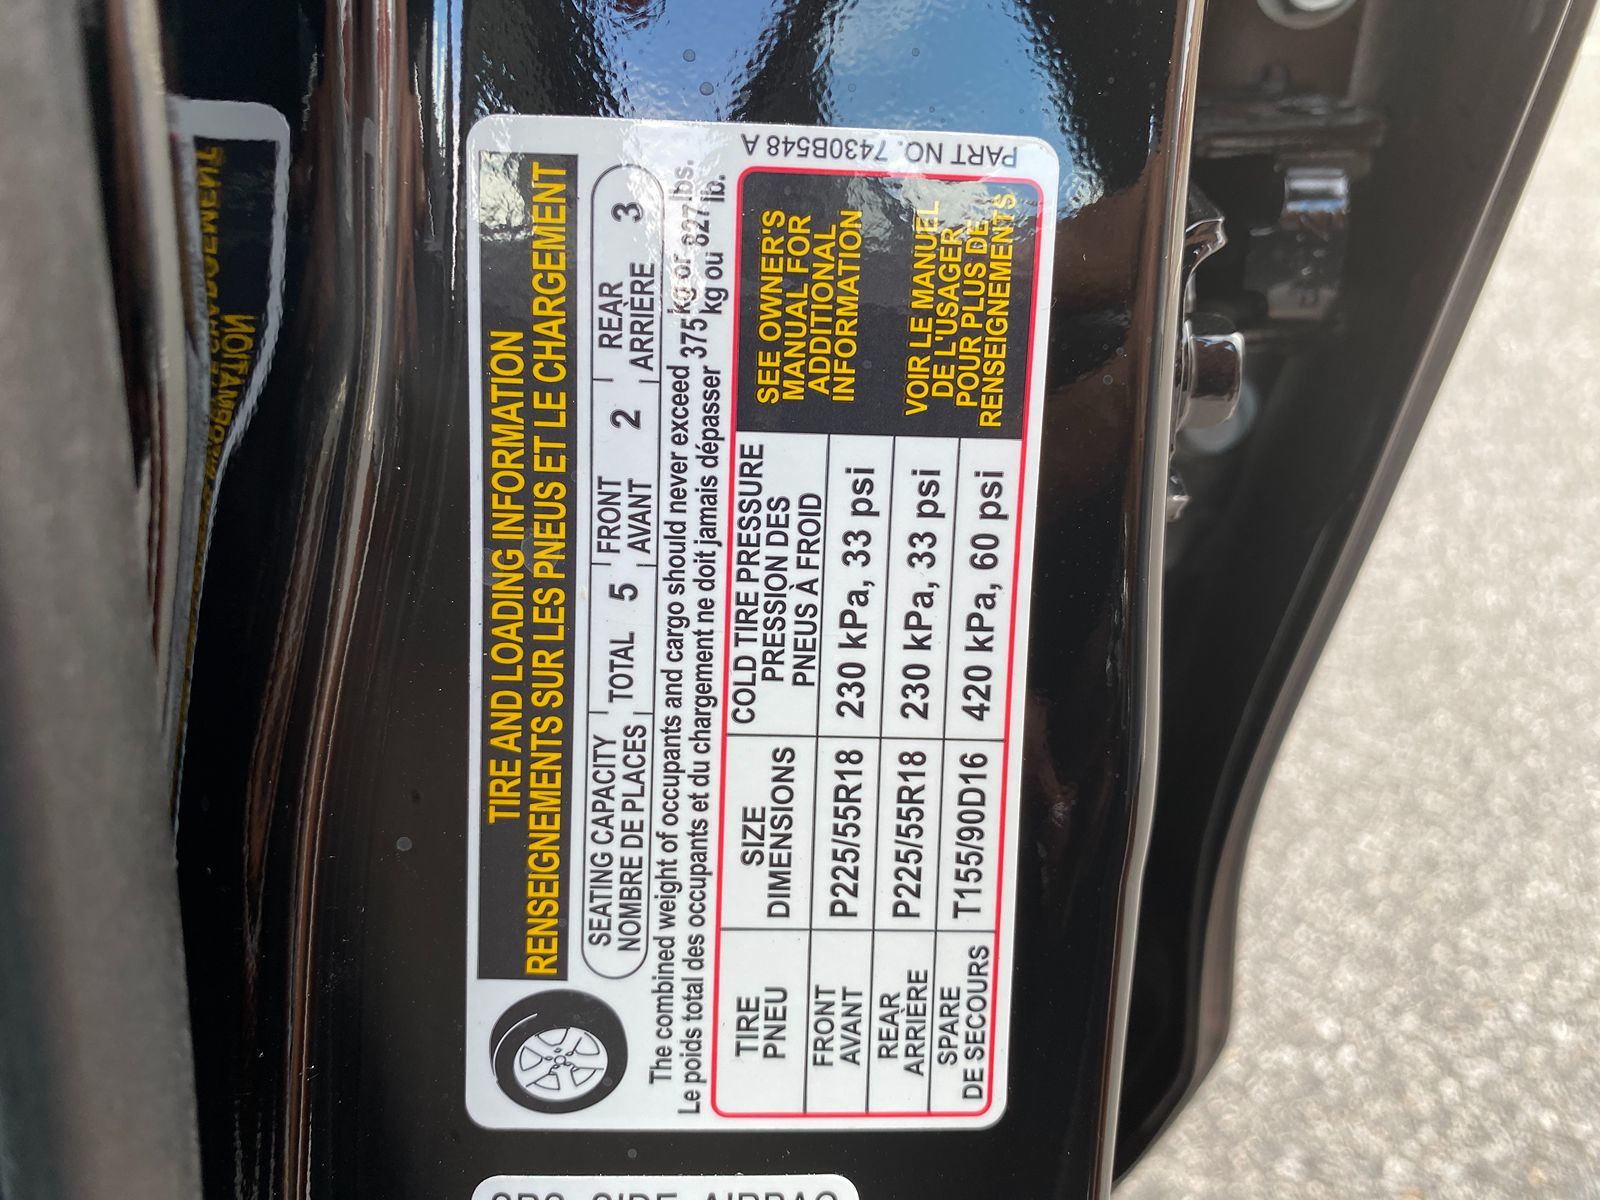 TIRE AND LOADING INFORMATION
RENSEIGNEMENTS SUR LES PNEUS ET LE CHARGEMENT
SEATING CAPACITY
NOMBRE DE PLACES
TOTAL 5
FRONT
AVANT
2
REAR
ARRIÈRE
3
The combined weight of occupants and cargo should never exceed 375 kg or 827 lbs.
Le poids total des occupants et du chargement ne doit jamais dépasser 375 kg ou 827 lb.
TIRE
PNEU
SIZE
DIMENSIONS
COLD TIRE PRESSURE
PRESSION DES
PNEUS À FROID
FRONT
AVANT
P225/55R18
230 kPa, 33 psi
REAR
ARRIÈRE
P225/55R18
230 kPa, 33 psi
SPARE
DE SECOURS
T155/90D16
420 kPa, 60 psi
SEE OWNER'S
MANUAL FOR
ADDITIONAL
INFORMATION
VOIR LE MANUEL
DE L'USAGER
POUR PLUS DE
RENSEIGNEMENTS
PART NO. 7430B548 A